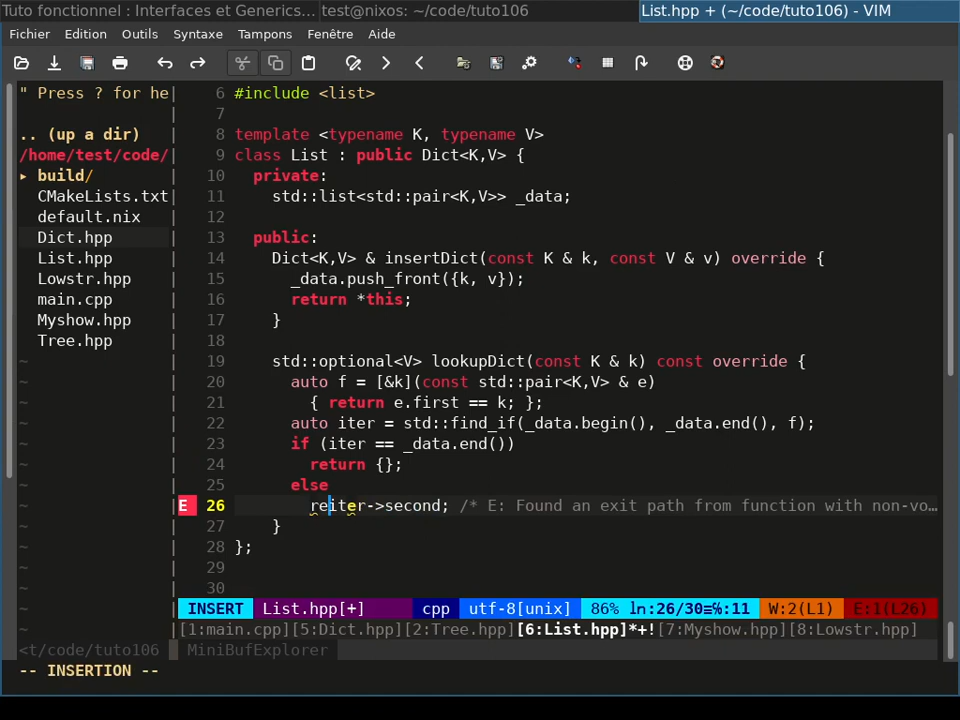 Tuto fonctionnel : Interfaces et Generics... test@nixos: ~/code/tuto106 List.hpp + (~/code/tuto106) - VIM
Fichier Edition Outils Syntaxe Tampons Fenêtre Aide
" Press ? for he
.. (up a dir)
/home/test/code/
▸ build/
CMakeLists.txt
default.nix
Dict.hpp
List.hpp
Lowstr.hpp
main.cpp
Myshow.hpp
Tree.hpp
6 #include <list>
7
8 template <typename K, typename V>
9 class List : public Dict<K,V> {
10 private:
11 std::list<std::pair<K,V>> _data;
12
13 public:
14 Dict<K,V> & insertDict(const K & k, const V & v) override {
15 _data.push_front({k, v});
16 return *this;
17 }
18
19 std::optional<V> lookupDict(const K & k) const override {
20 auto f = [&k](const std::pair<K,V> & e)
21 { return e.first == k; };
22 auto iter = std::find_if(_data.begin(), _data.end(), f);
23 if (iter == _data.end())
24 return {};
25 else
E 26 reiter->second; /* E: Found an exit path from function with non-vo…
27 }
28 };
29
30
INSERT List.hpp[+] cpp utf-8[unix] 86% ln:26/30≡%:11 W:2(L1) E:1(L26)
[1:main.cpp][5:Dict.hpp][2:Tree.hpp][6:List.hpp]*+![7:Myshow.hpp][8:Lowstr.hpp]
<t/code/tuto106 MiniBufExplorer
-- INSERTION --